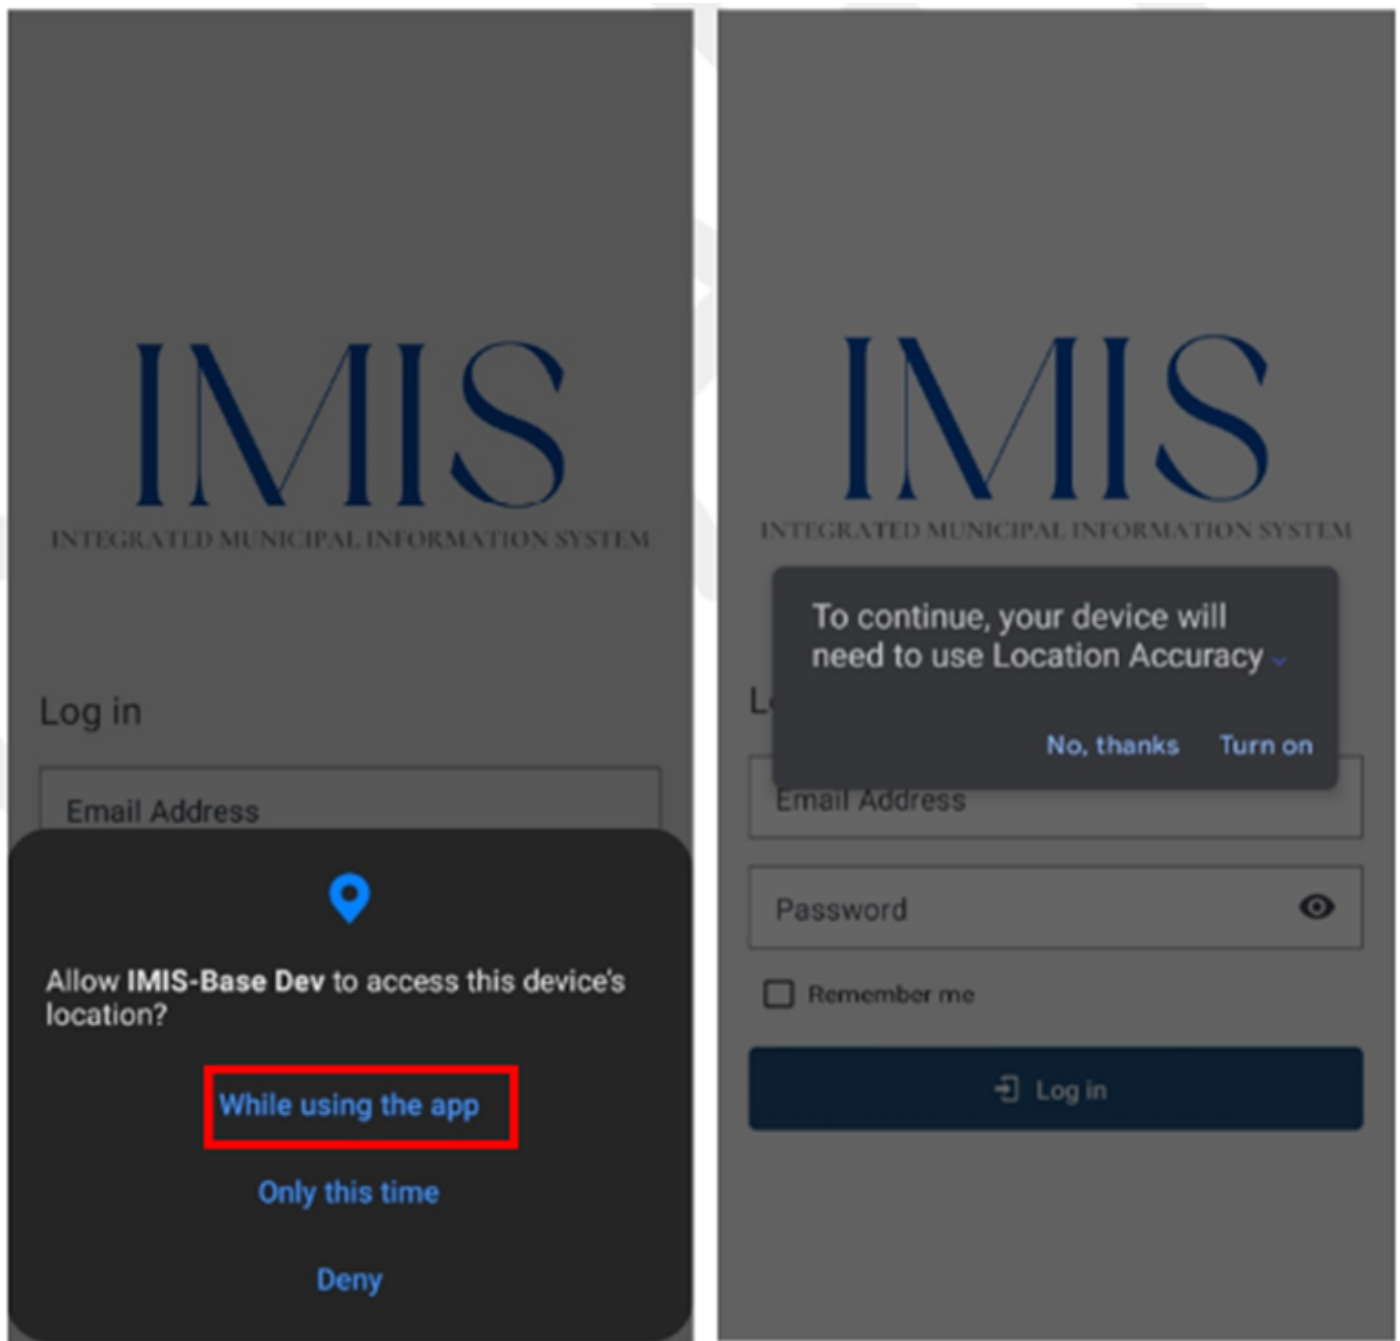 IMIS
INTEGRATED MUNICIPAL INFORMATION SYSTEM
Log in
Email Address
Allow IMIS-Base Dev to access this device's
location?
While using the app
Only this time
Deny
IMIS
INTEGRATED MUNICIPAL INFORMATION SYSTEM
To continue, your device will
need to use Location Accuracy
No, thanks Turn on
Email Address
Password
Remember me
Log in